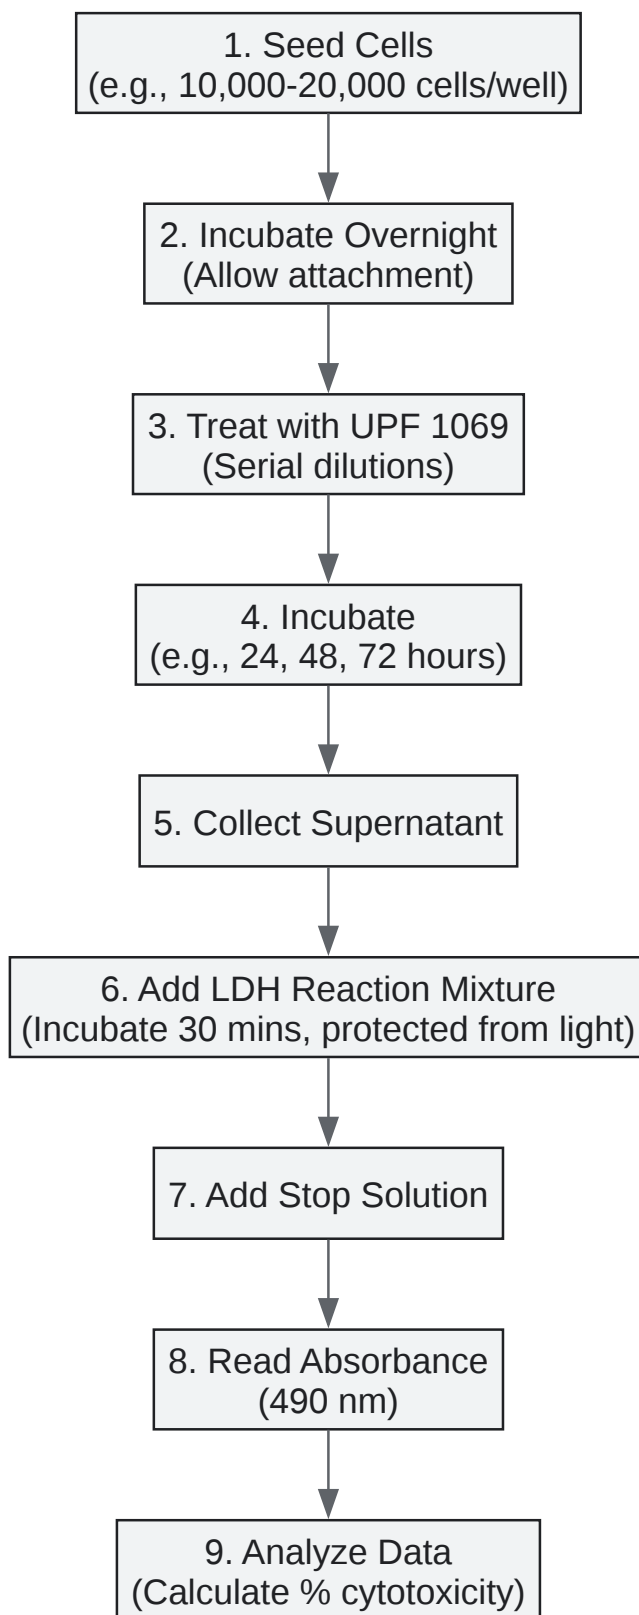 1. Seed Cells
(e.g., 10,000-20,000 cells/well)
2. Incubate Overnight
(Allow attachment)
3. Treat with UPF 1069
(Serial dilutions)
4. Incubate
(e.g., 24, 48, 72 hours)
5. Collect Supernatant
6. Add LDH Reaction Mixture
(Incubate 30 mins, protected from light)
7. Add Stop Solution
8. Read Absorbance
(490 nm)
9. Analyze Data
(Calculate % cytotoxicity)